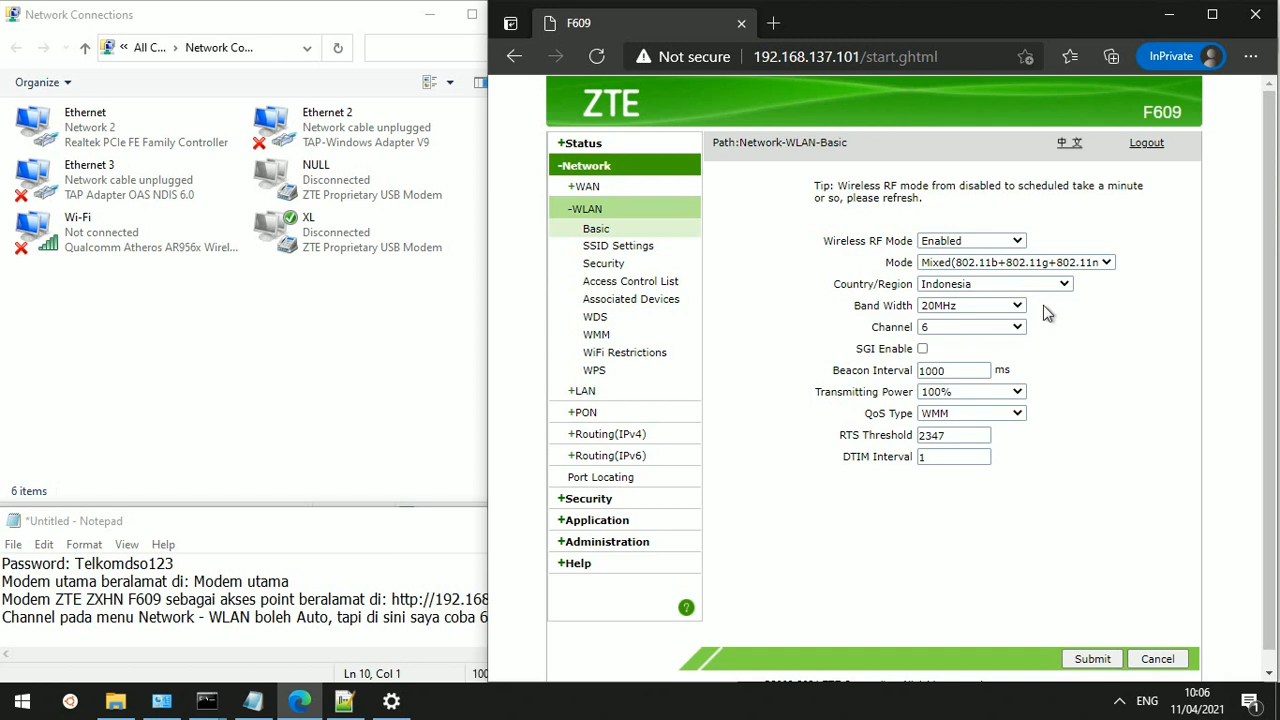 Network Connections
« All C... > Network Co...
Organize
Ethernet
Network 2
Realtek PCIe FE Family Controller
Ethernet 2
Network cable unplugged
TAP-Windows Adapter V9
Ethernet 3
Network cable unplugged
TAP Adapter OAS NDIS 6.0
NULL
Disconnected
ZTE Proprietary USB Modem
Wi-Fi
Not connected
Qualcomm Atheros AR956x Wirel...
XL
Disconnected
ZTE Proprietary USB Modem
6 items
*Untitled - Notepad
File Edit Format View Help
Password: Telkomdso123
Modem utama beralamat di: Modem utama
Modem ZTE ZXHN F609 sebagai akses point beralamat di: http://192.168
Channel pada menu Network - WLAN boleh Auto, tapi di sini saya coba 6
Ln 10, Col 1
100
F609
Not secure
192.168.137.101/start.ghtml
InPrivate
ZTE
F609
+Status
-Network
+WAN
-WLAN
Basic
SSID Settings
Security
Access Control List
Associated Devices
WDS
WMM
WiFi Restrictions
WPS
+LAN
+PON
+Routing(IPv4)
+Routing(IPv6)
Port Locating
+Security
+Application
+Administration
+Help
?
Path:Network-WLAN-Basic
中 文
Logout
Tip: Wireless RF mode from disabled to scheduled take a minute
or so, please refresh.
Wireless RF Mode Enabled
Mode Mixed(802.11b+802.11g+802.11n
Country/Region Indonesia
Band Width 20MHz
Channel 6
SGI Enable
Beacon Interval 1000 ms
Transmitting Power 100%
QoS Type WMM
RTS Threshold 2347
DTIM Interval 1
Submit
Cancel
ENG
10:06
11/04/2021
1